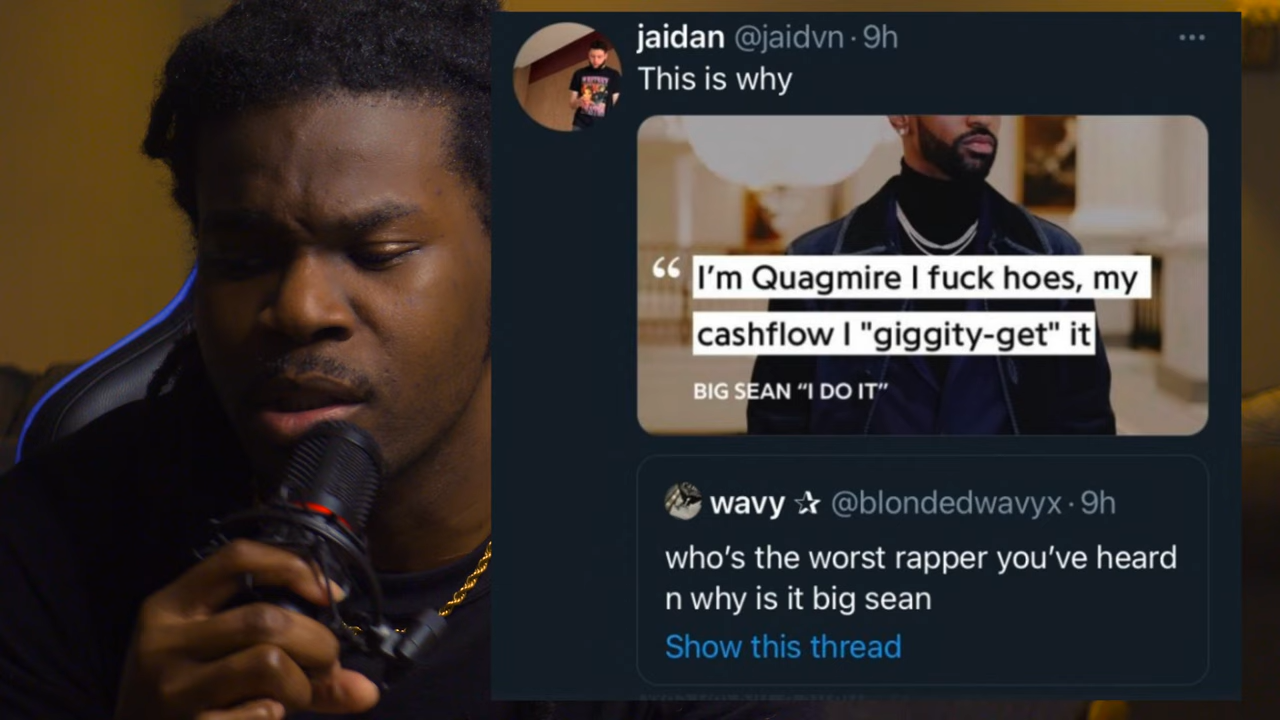 jaidan @jaidvn · 9h
This is why
“ I’m Quagmire I fuck hoes, my
cashflow I "giggity-get" it
BIG SEAN “I DO IT”
wavy ☆ @blondedwavyx · 9h
who’s the worst rapper you’ve heard
n why is it big sean
Show this thread